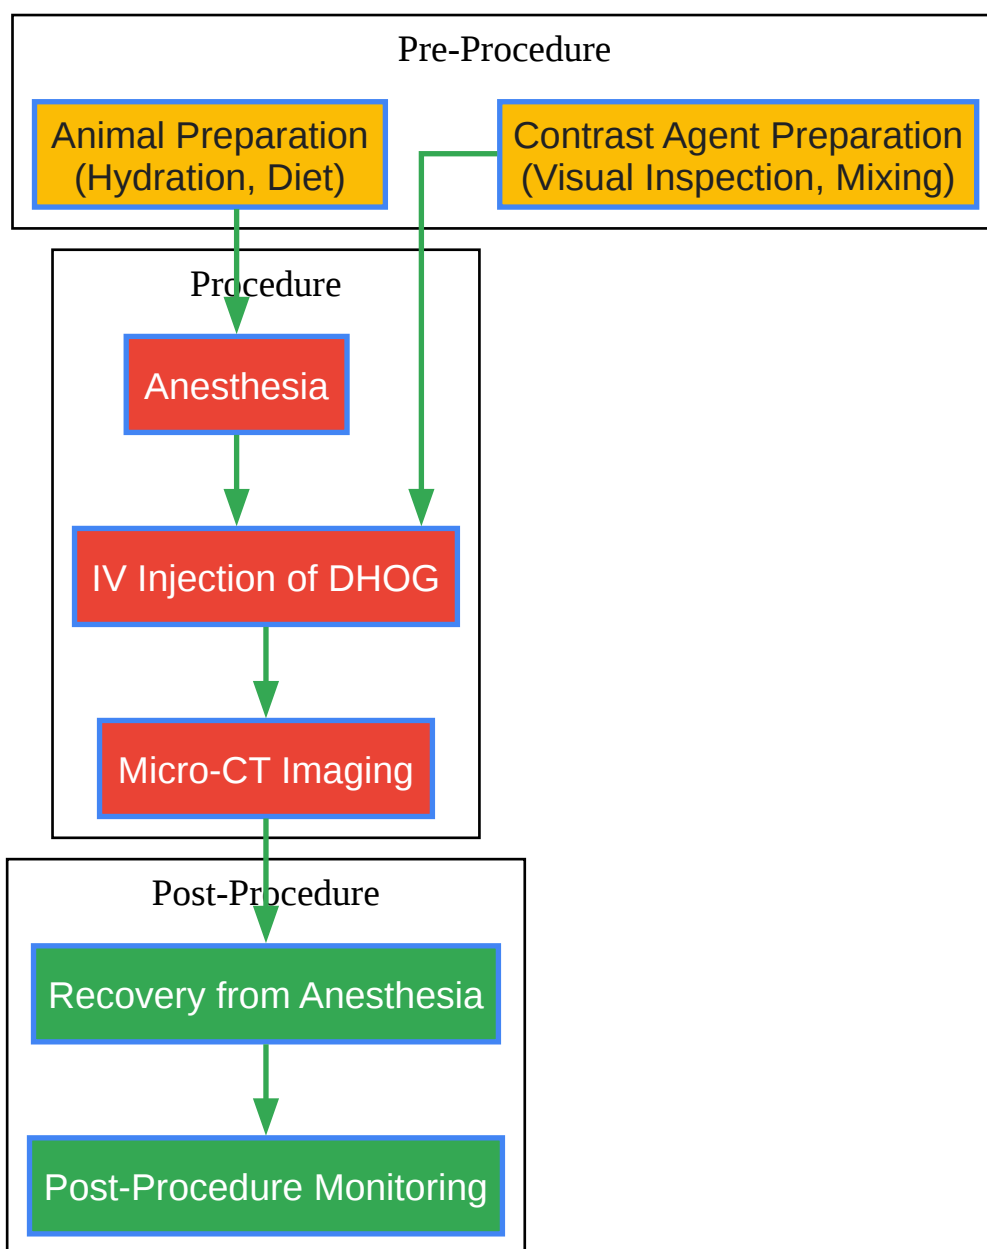 Pre-Procedure
Animal Preparation
(Hydration, Diet)
Contrast Agent Preparation
(Visual Inspection, Mixing)
Procedure
Anesthesia
IV Injection of DHOG
Micro-CT Imaging
Post-Procedure
Recovery from Anesthesia
Post-Procedure Monitoring